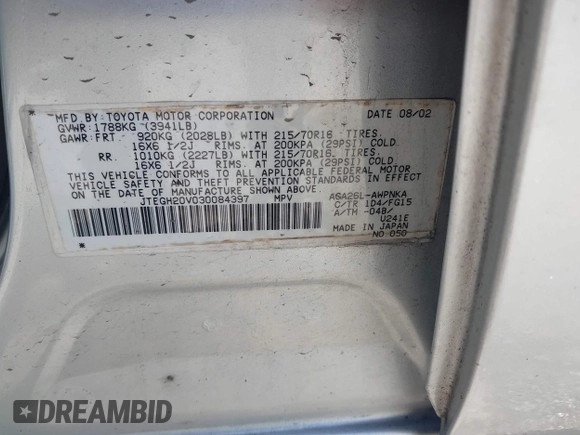 MFD.BY:TOYOTA MOTOR CORPORATION DATE 08/02
GVWR:1788KG (3941LB)
GAWR:FRT. 920KG (2028LB) WITH 215/70R16 TIRES.
16X6 1/2J RIMS. AT 200KPA (29PSI) COLD.
RR. 1010KG (2227LB) WITH 215/70R16 TIRES.
16X6 1/2J RIMS. AT 200KPA (29PSI) COLD.
THIS VEHICLE CONFORMS TO ALL APPLICABLE FEDERAL MOTOR
VEHICLE SAFETY, BUMPER, AND THEFT PREVENTION STANDARDS
IN EFFECT ON THE DATE OF MANUFACTURE SHOWN ABOVE.
JTEGH20V030084397 MPV ASA26L-AWPNKA
C/TR 1D4/FG15
A/TM -04B/
U241E
MADE IN JAPAN
NO 050
DREAMBID